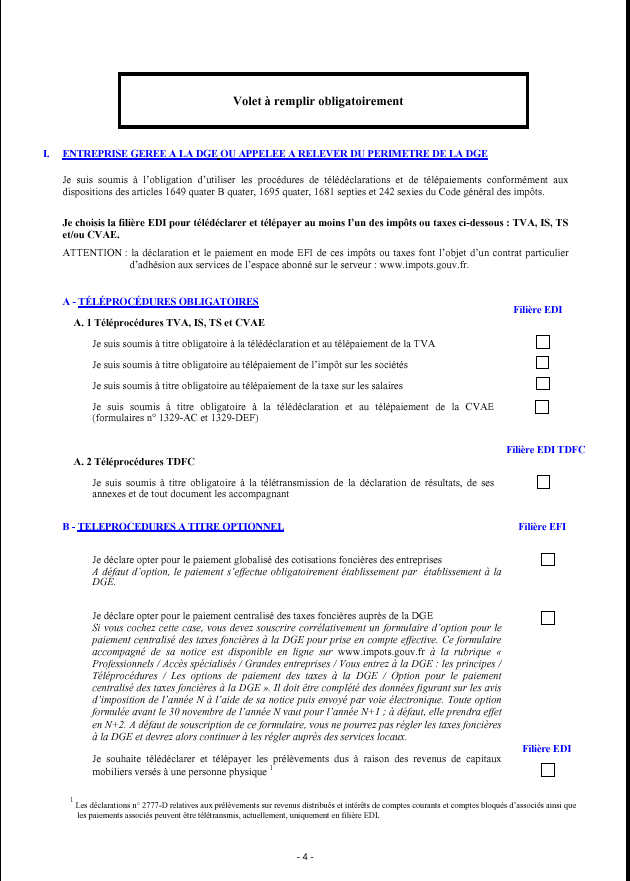 Volet à remplir obligatoirement
I. ENTREPRISE GEREE A LA DGE OU APPELEE A RELEVER DU PERIMETRE DE LA DGE
Je suis soumis à l'obligation d'utiliser les procédures de télédéclarations et de télépaiements conformément aux
dispositions des articles 1649 quater B quater, 1695 quater, 1681 septies et 242 sexies du Code général des impôts.
Je choisis la filière EDI pour télédéclarer et télépayer au moins l'un des impôts ou taxes ci-dessous : TVA, IS, TS
et/ou CVAE.
ATTENTION : la déclaration et le paiement en mode EFI de ces impôts ou taxes font l'objet d'un contrat particulier
d'adhésion aux services de l'espace abonné sur le serveur : www.impots.gouv.fr.
A - TÉLÉPROCÉDURES OBLIGATOIRES
Filière EDI
A. 1 Téléprocédures TVA, IS, TS et CVAE
Je suis soumis à titre obligatoire à la télédéclaration et au télépaiement de la TVA
Je suis soumis à titre obligatoire au télépaiement de l'impôt sur les sociétés
Je suis soumis à titre obligatoire au télépaiement de la taxe sur les salaires
Je suis soumis à titre obligatoire à la télédéclaration et au télépaiement de la CVAE
(formulaires n° 1329-AC et 1329-DEF)
Filière EDI TDFC
A. 2 Téléprocédures TDFC
Je suis soumis à titre obligatoire à la télétransmission de la déclaration de résultats, de ses
annexes et de tout document les accompagnant
B - TELEPROCEDURES A TITRE OPTIONNEL
Filière EFI
Je déclare opter pour le paiement globalisé des cotisations foncières des entreprises
A défaut d'option, le paiement s'effectue obligatoirement établissement par établissement à la
DGE.
Je déclare opter pour le paiement centralisé des taxes foncières auprès de la DGE
Si vous cochez cette case, vous devez souscrire corrélativement un formulaire d'option pour le
paiement centralisé des taxes foncières à la DGE pour prise en compte effective. Ce formulaire
accompagné de sa notice est disponible en ligne sur www.impots.gouv.fr à la rubrique «
Professionnels / Accès spécialisés / Grandes entreprises / Vous entrez à la DGE : les principes /
Téléprocédures / Les options de paiement des taxes à la DGE / Option pour le paiement
centralisé des taxes foncières à la DGE ». Il doit être complété des données figurant sur les avis
d'imposition de l'année N à l'aide de sa notice puis envoyé par voie électronique. Toute option
formulée avant le 30 novembre de l'année N vaut pour l'année N+1 ; à défaut, elle prendra effet
en N+2. A défaut de souscription de ce formulaire, vous ne pourrez pas régler les taxes foncières
à la DGE et devrez alors continuer à les régler auprès des services locaux.
Filière EDI
Je souhaite télédéclarer et télépayer les prélèvements dus à raison des revenus de capitaux
mobiliers versés à une personne physique 1
1 Les déclarations n° 2777-D relatives aux prélèvements sur revenus distribués et intérêts de comptes courants et comptes bloqués d'associés ainsi que
les paiements associés peuvent être télétransmis, actuellement, uniquement en filière EDI.
- 4 -